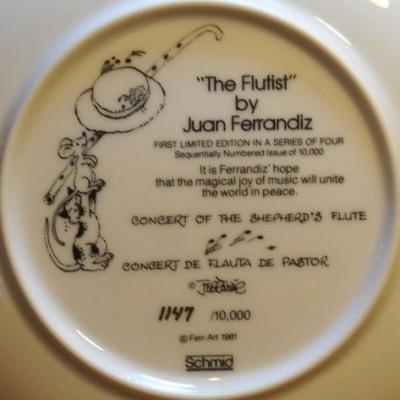 "The Flutist"
by
Juan Ferrandiz
FIRST LIMITED EDITION IN A SERIES OF FOUR
Sequentially Numbered Issue of 10,000
It is Ferrandiz' hope
that the magical joy of music will unite
the world in peace.
CONCERT OF THE SHEPHERD'S FLUTE
CONCERT DE FLAUTA DE PASTOR
©
1147 /10,000
© Ferr-Art 1981
Schmid